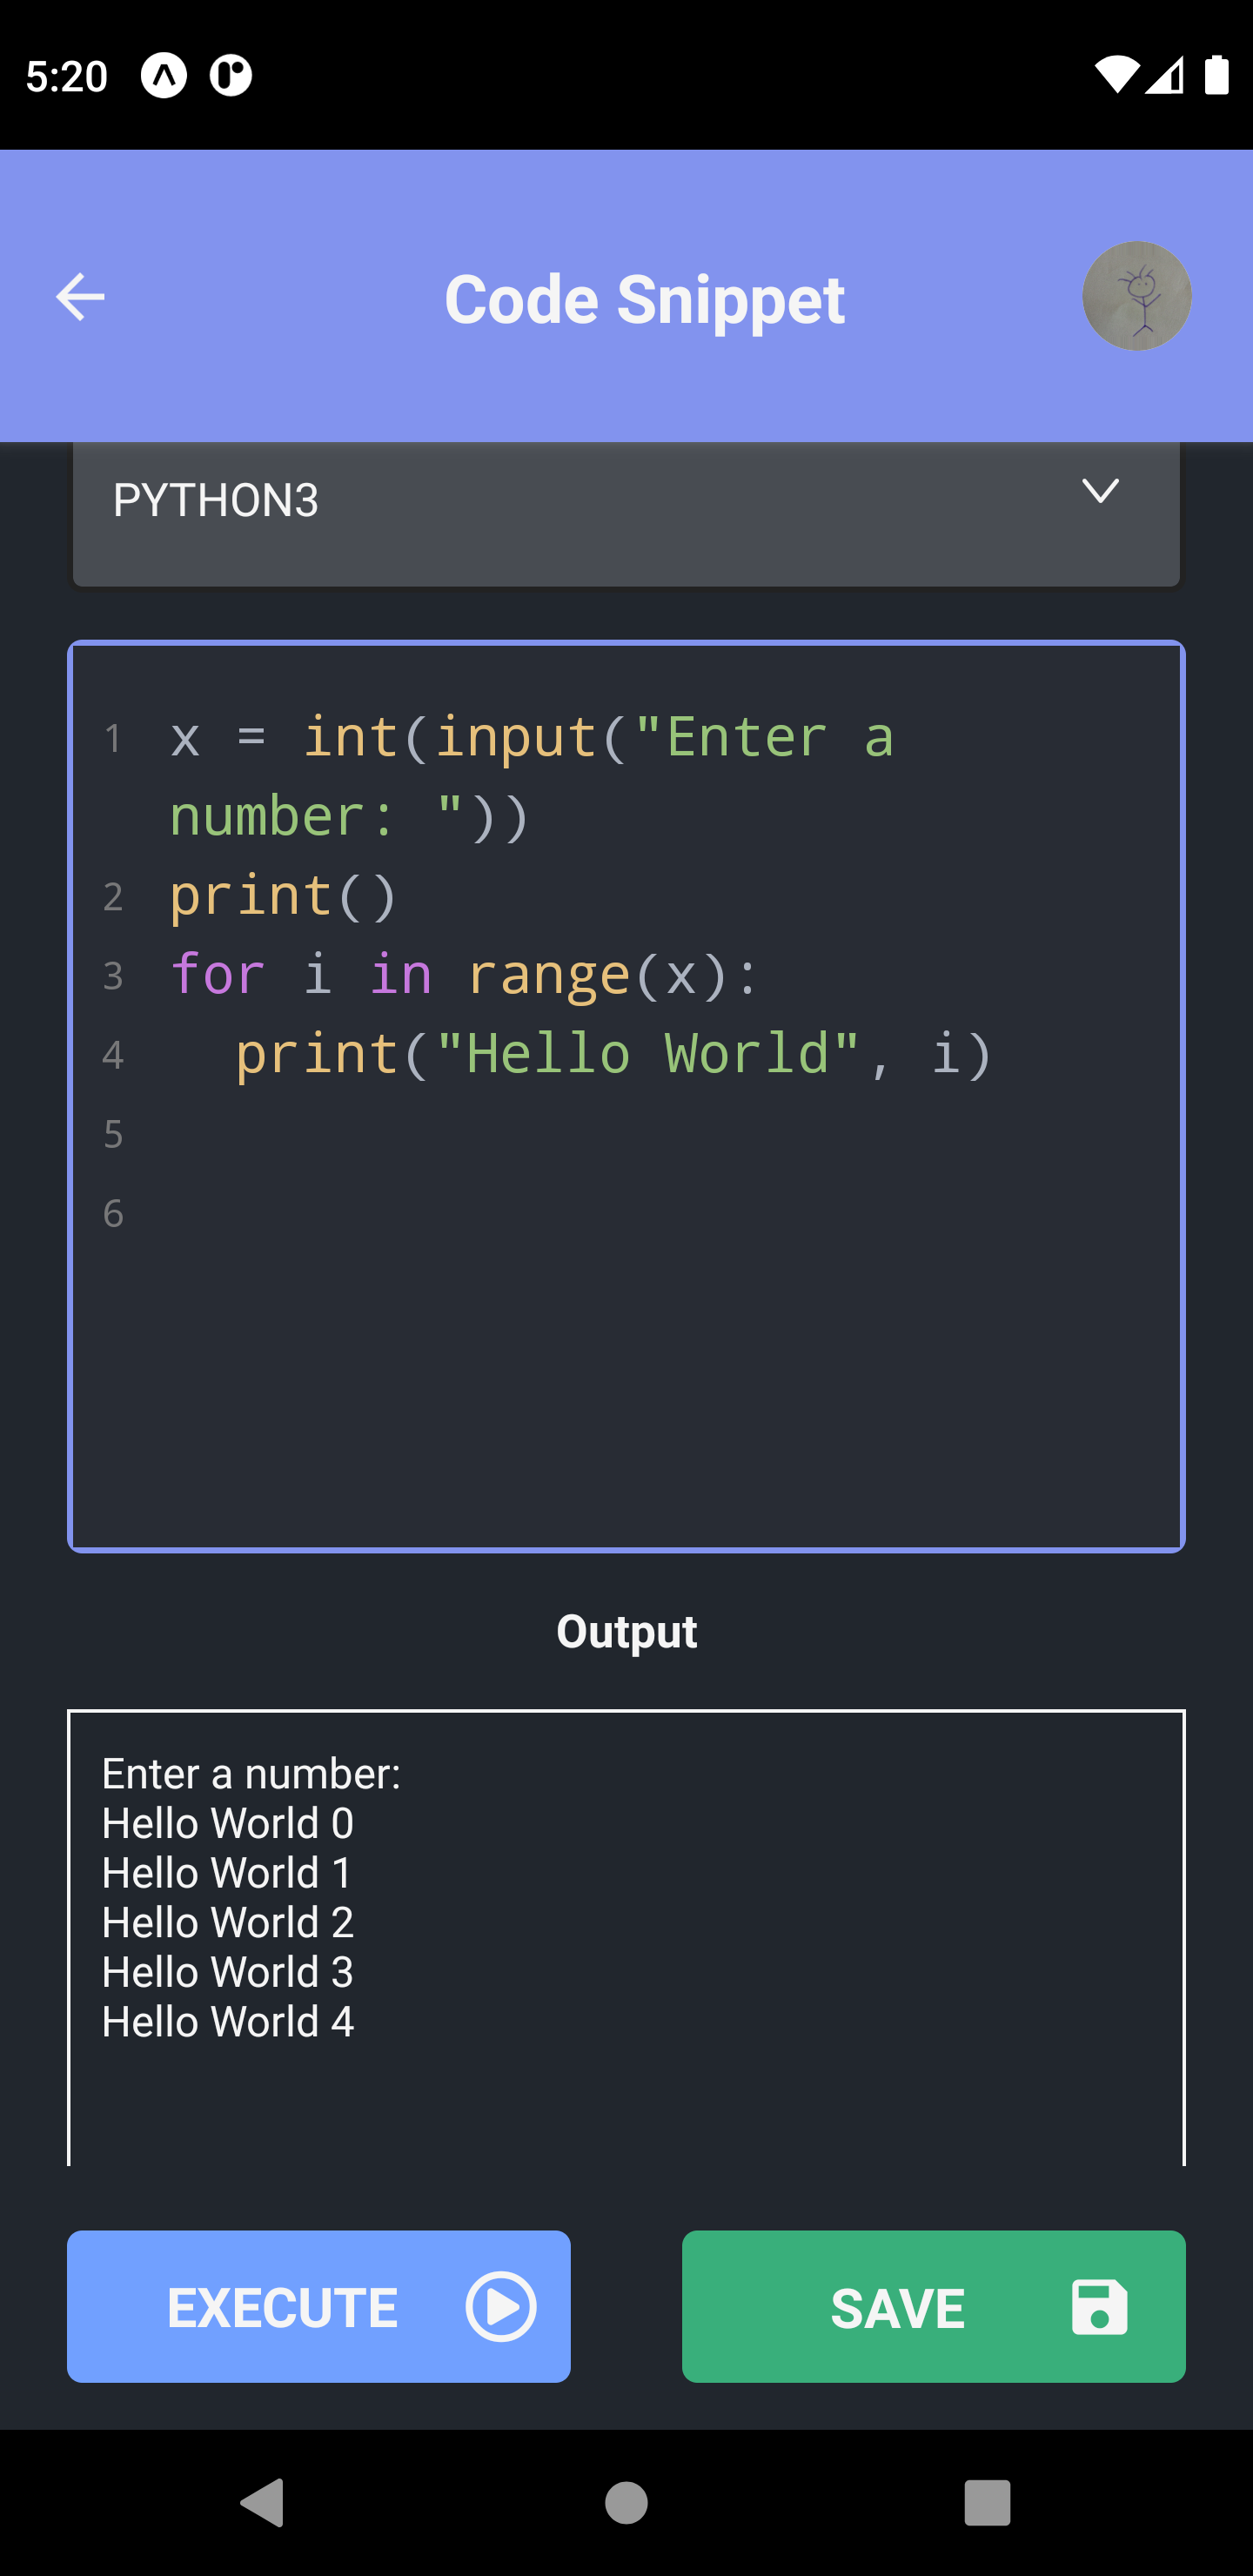 5:20
Code Snippet
PYTHON3
1 x = int(input("Enter a
number: "))
2 print()
3 for i in range(x):
4   print("Hello World", i)
5
6
Output
Enter a number:
Hello World 0
Hello World 1
Hello World 2
Hello World 3
Hello World 4
EXECUTE
SAVE